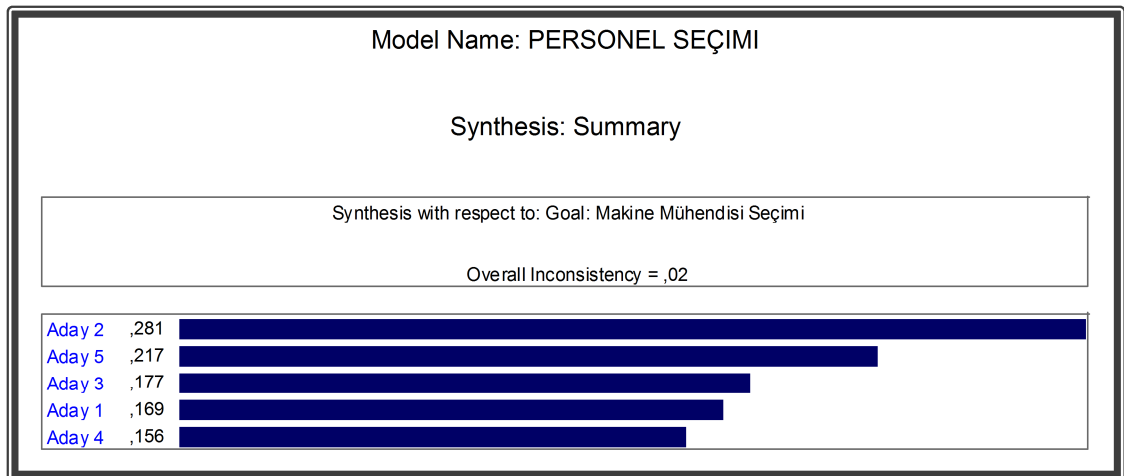 Model Name: PERSONEL SEÇIMI
Synthesis: Summary
Synthesis with respect to: Goal: Makine Mühendisi Seçimi
Overall Inconsistency = ,02
Aday 2 ,281
Aday 5 ,217
Aday 3 ,177
Aday 1 ,169
Aday 4 ,156